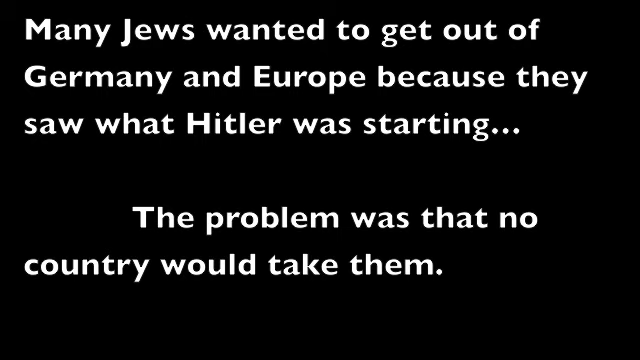 Many Jews wanted to get out of
Germany and Europe because they
saw what Hitler was starting...
The problem was that no
country would take them.